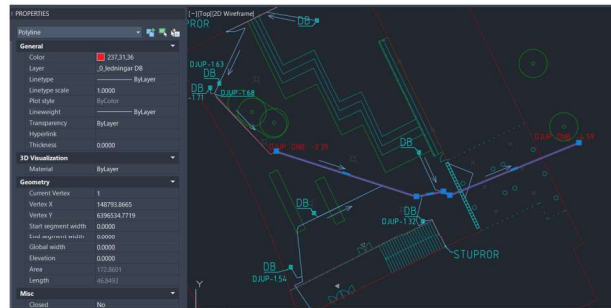 PROPERTIES
Polyline
General
Color 237,31,36
Layer _0_ledningar DB
Linetype ByLayer
Linetype scale 1.0000
Plot style ByColor
Lineweight ByLayer
Transparency ByLayer
Hyperlink
Thickness 0.0000
3D Visualization
Material ByLayer
Geometry
Current Vertex 1
Vertex X 148793.8665
Vertex Y 6396534.7719
Start segment width 0.0000
End segment width 0.0000
Global width 0.0000
Elevation 0.0000
Area 172.8601
Length 46.8493
Misc
Closed No
[−][Top][2D Wireframe]
PROR
DB
DJUP-1.63
DB
DJUP-1.68
-1.71
DB
DB
DJUP-1.32
STUPROR
DB
DJUP-1.54
Y